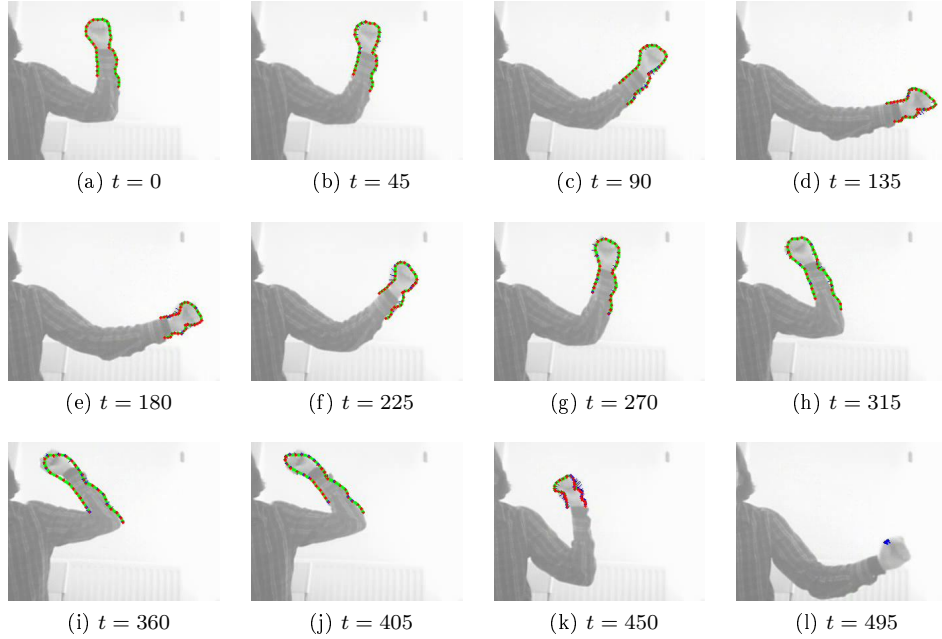 (a) t = 0
(b) t = 45
(c) t = 90
(d) t = 135
(e) t = 180
(f) t = 225
(g) t = 270
(h) t = 315
(i) t = 360
(j) t = 405
(k) t = 450
(l) t = 495